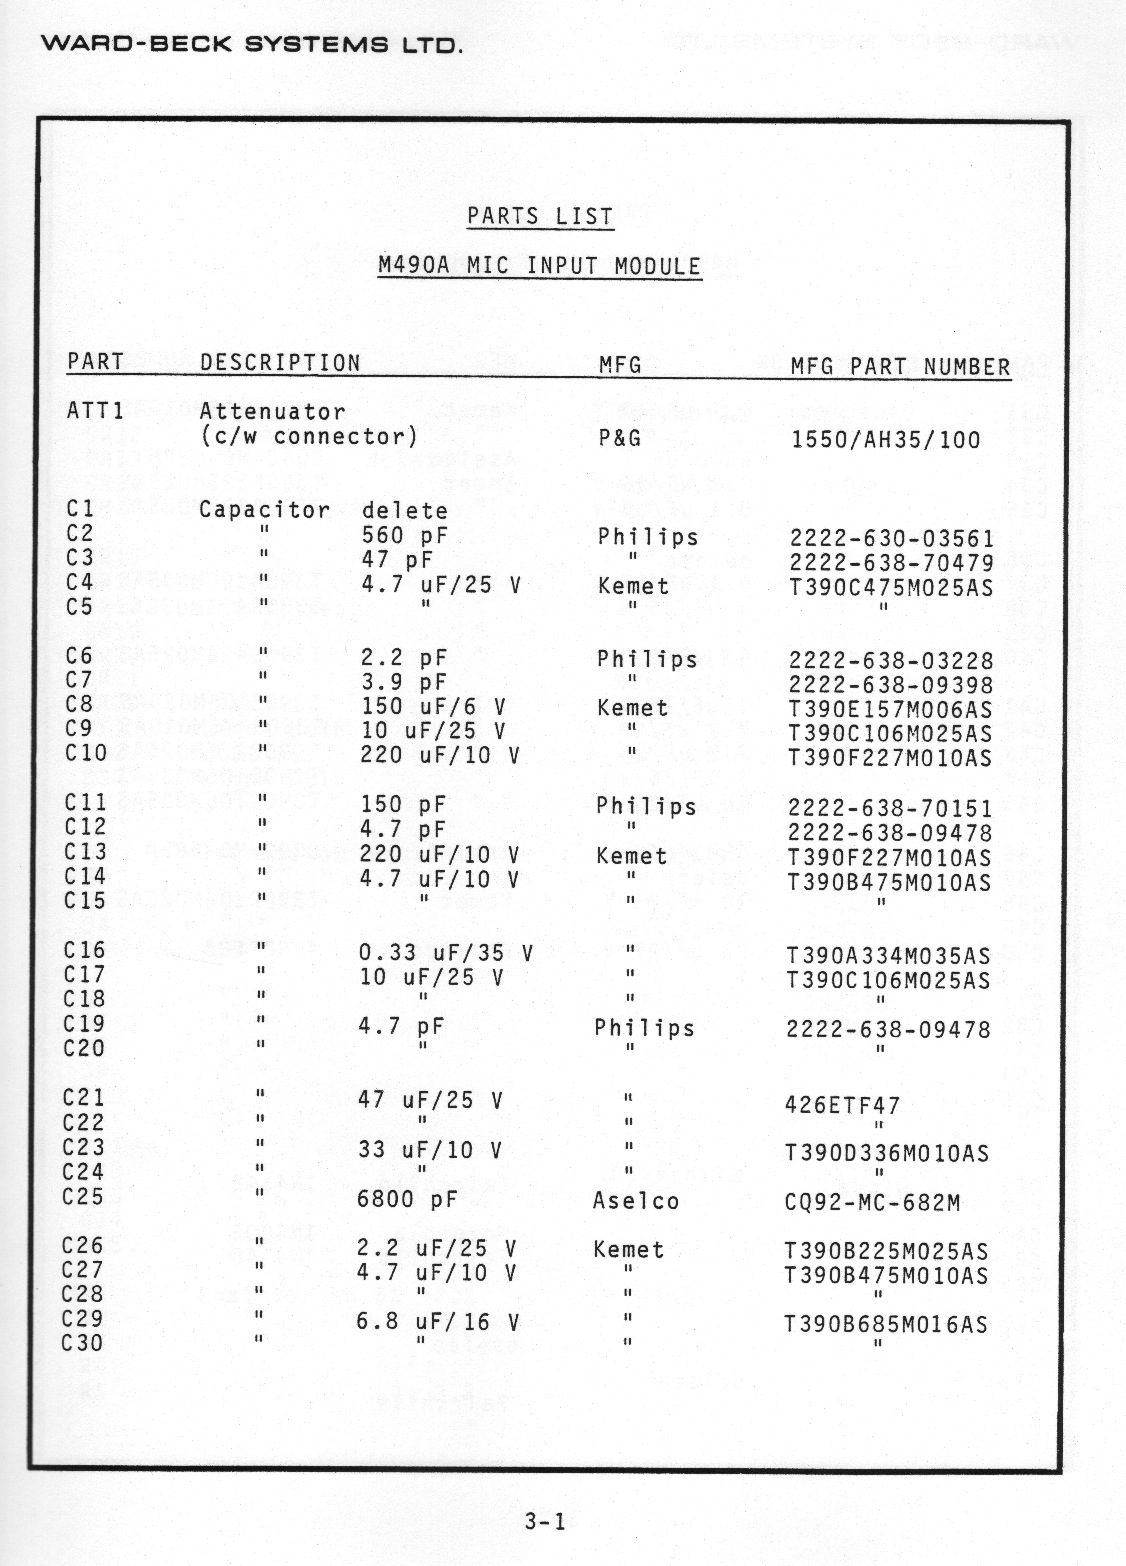 WARD-BECK SYSTEMS LTD.
PARTS LIST
M490A MIC INPUT MODULE
PART DESCRIPTION MFG MFG PART NUMBER
ATT1 Attenuator
(c/w connector) P&G 1550/AH35/100
C1 Capacitor delete
C2 " 560 pF Philips 2222-630-03561
C3 " 47 pF " 2222-638-70479
C4 " 4.7 uF/25 V Kemet T390C475M025AS
C5 " " " "
C6 " 2.2 pF Philips 2222-638-03228
C7 " 3.9 pF " 2222-638-09398
C8 " 150 uF/6 V Kemet T390E157M006AS
C9 " 10 uF/25 V " T390C106M025AS
C10 " 220 uF/10 V " T390F227M010AS
C11 " 150 pF Philips 2222-638-70151
C12 " 4.7 pF " 2222-638-09478
C13 " 220 uF/10 V Kemet T390F227M010AS
C14 " 4.7 uF/10 V " T390B475M010AS
C15 " " " "
C16 " 0.33 uF/35 V " T390A334M035AS
C17 " 10 uF/25 V " T390C106M025AS
C18 " " " "
C19 " 4.7 pF Philips 2222-638-09478
C20 " " " "
C21 " 47 uF/25 V " 426ETF47
C22 " " " "
C23 " 33 uF/10 V " T390D336M010AS
C24 " " " "
C25 " 6800 pF Aselco CQ92-MC-682M
C26 " 2.2 uF/25 V Kemet T390B225M025AS
C27 " 4.7 uF/10 V " T390B475M010AS
C28 " " " "
C29 " 6.8 uF/16 V " T390B685M016AS
C30 " " " "
3-1